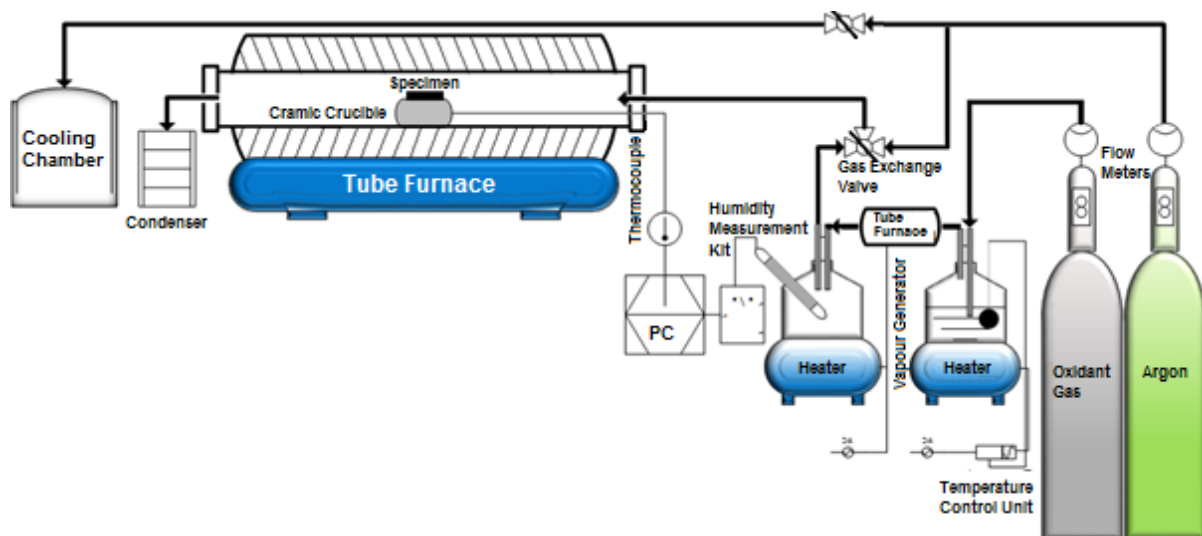 Specimen
Cramic Crucible
Cooling
Chamber
Tube Furnace
Condenser
Thermocouple
Gas Exchange
Valve
Flow
Meters
Humidity
Measurement
Kit
Tube
Furnace
Vapour Generator
PC
Heater
Heater
Oxidant
Gas
Argon
Temperature
Control Unit